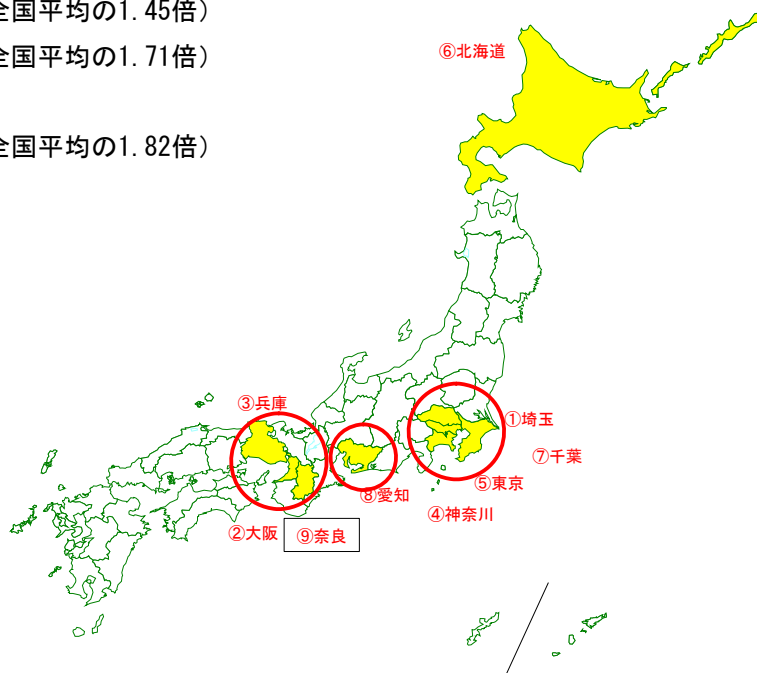 全国平均の1.45倍）
全国平均の1.71倍）
全国平均の1.82倍）
⑥北海道
③兵庫
①埼玉
⑦千葉
⑤東京
⑧愛知
④神奈川
②大阪
⑨奈良